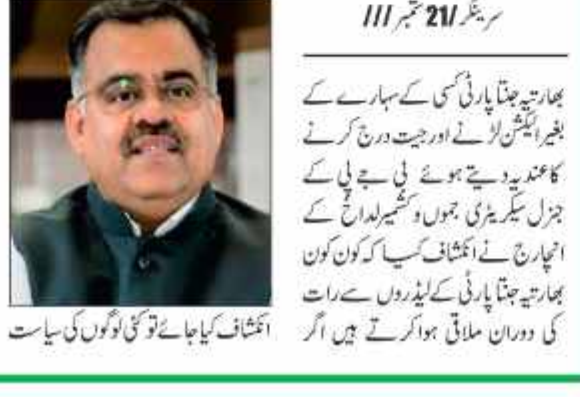 سرینگر /21 ستمبر ///
بھارتیہ جنتا پارٹی کسی کے سہارے کے
بغیر الیکشن لڑنے اور جیت درج کرنے
کا عندیہ دیتے ہوئے بی جے پی کے
جنرل سیکریٹری جموں و کشمیر لداخ کے
انچارج نے انکشاف کیا کہ کون کون
بھارتیہ جنتا پارٹی کے لیڈروں سے رات
کی دوران ملاقی ہوا کرتے ہیں اگر
انکشاف کیا جائے تو کئی لوگوں کی سیاست